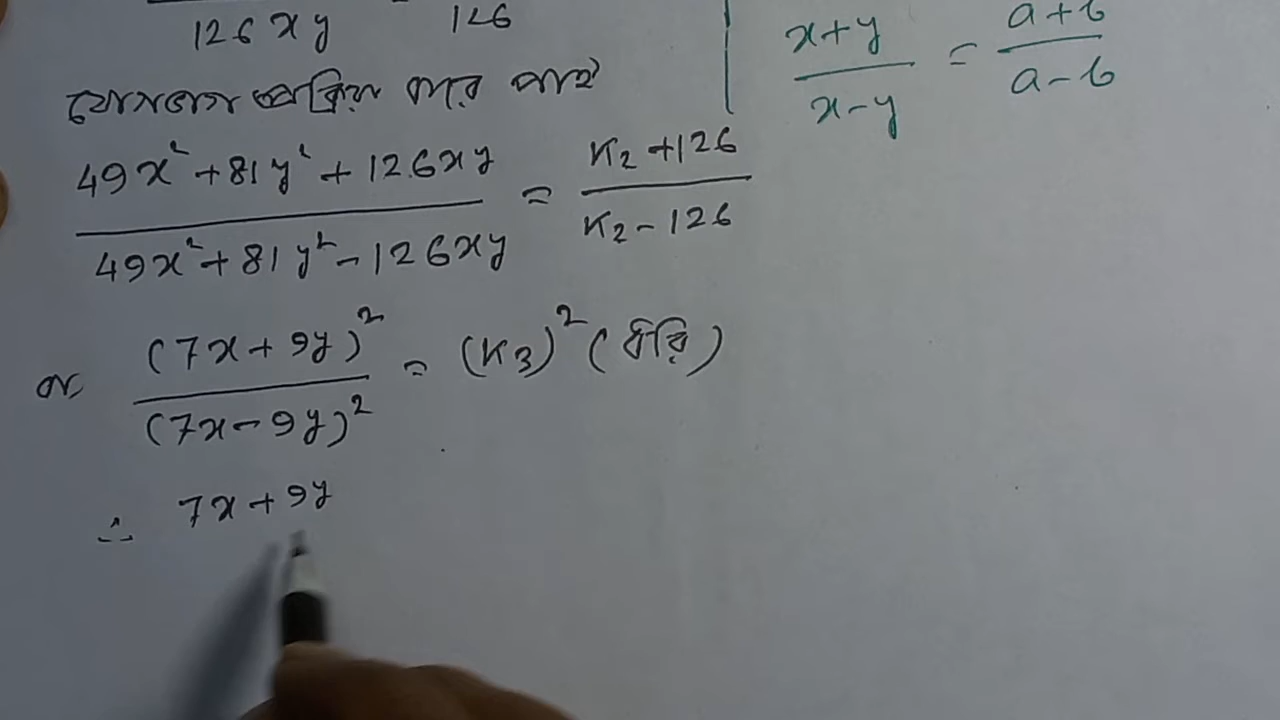 126xy 126
যোগভাগ প্রক্রিয়া করে পাই
(49x²+81y²+126xy)/(49x²+81y²-126xy) = (K₂+126)/(K₂-126)
or, (7x+9y)²/(7x-9y)² = (K₃)² (ধরি)
∴ 7x+9y
(x+y)/(x-y) = (a+b)/(a-b)